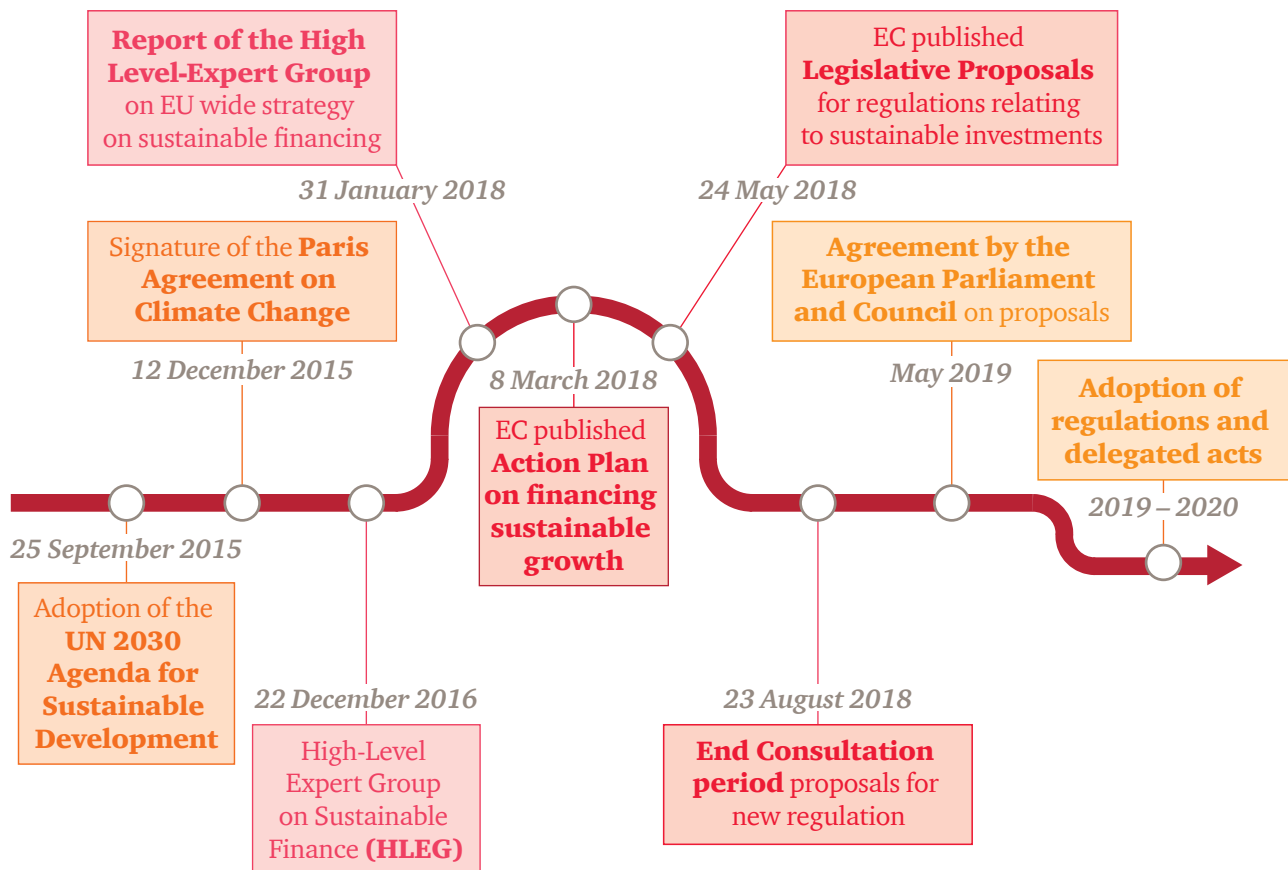 Report of the High
Level-Expert Group
on EU wide strategy
on sustainable financing
31 January 2018
EC published
Legislative Proposals
for regulations relating
to sustainable investments
24 May 2018
Signature of the Paris
Agreement on
Climate Change
12 December 2015
8 March 2018
EC published
Action Plan
on financing
sustainable
growth
Agreement by the
European Parliament
and Council on proposals
May 2019
Adoption of
regulations and
delegated acts
2019 – 2020
25 September 2015
Adoption of the
UN 2030
Agenda for
Sustainable
Development
22 December 2016
High-Level
Expert Group
on Sustainable
Finance (HLEG)
23 August 2018
End Consultation
period proposals for
new regulation